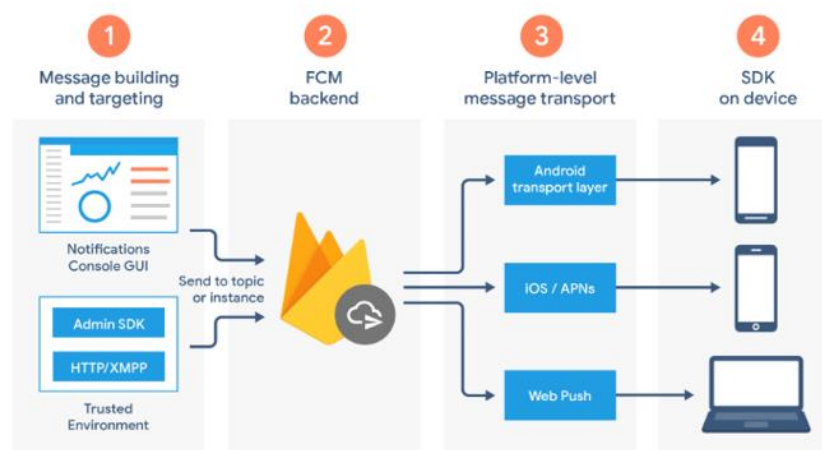 1
Message building
and targeting
2
FCM
backend
3
Platform-level
message transport
4
SDK
on device
Notifications
Console GUI
Send to topic
or instance
Admin SDK
HTTP/XMPP
Trusted
Environment
Android
transport layer
iOS / APNs
Web Push